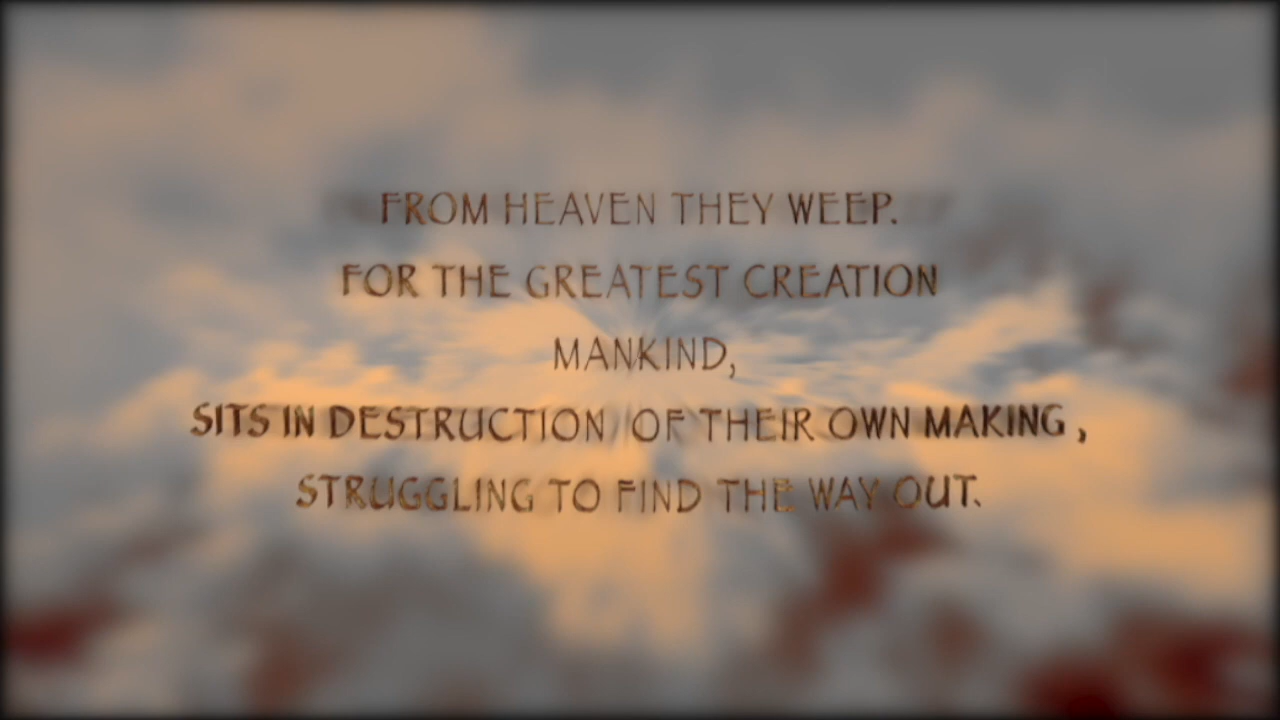 FROM HEAVEN THEY WEEP.
FOR THE GREATEST CREATION
MANKIND,
SITS IN DESTRUCTION OF THEIR OWN MAKING ,
STRUGGLING TO FIND THE WAY OUT.